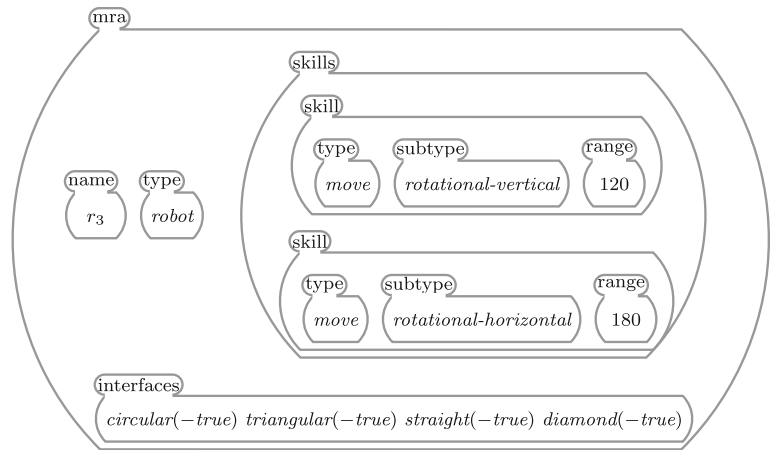 mra
skills
skill
type subtype range
move rotational-vertical 120
name type
r3 robot
skill
type subtype range
move rotational-horizontal 180
interfaces
circular(−true) triangular(−true) straight(−true) diamond(−true)